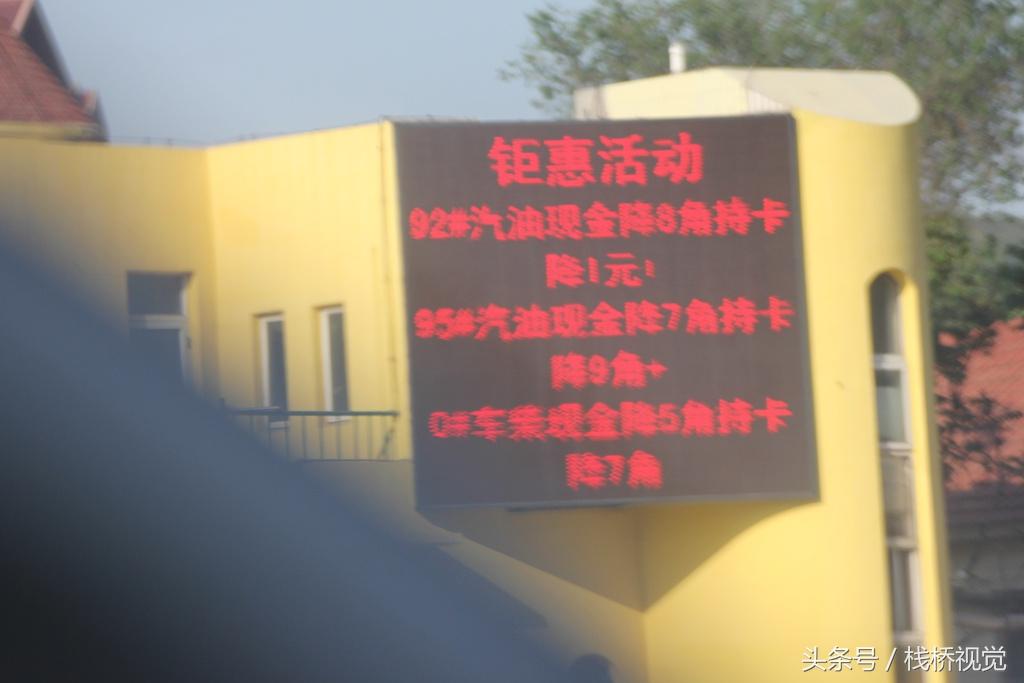 钜惠活动
92#汽油现金降8角持卡
降1元!
95#汽油现金降7角持卡
降9角
0#车柴现金降5角持卡
降7角
头条号 / 栈桥视觉